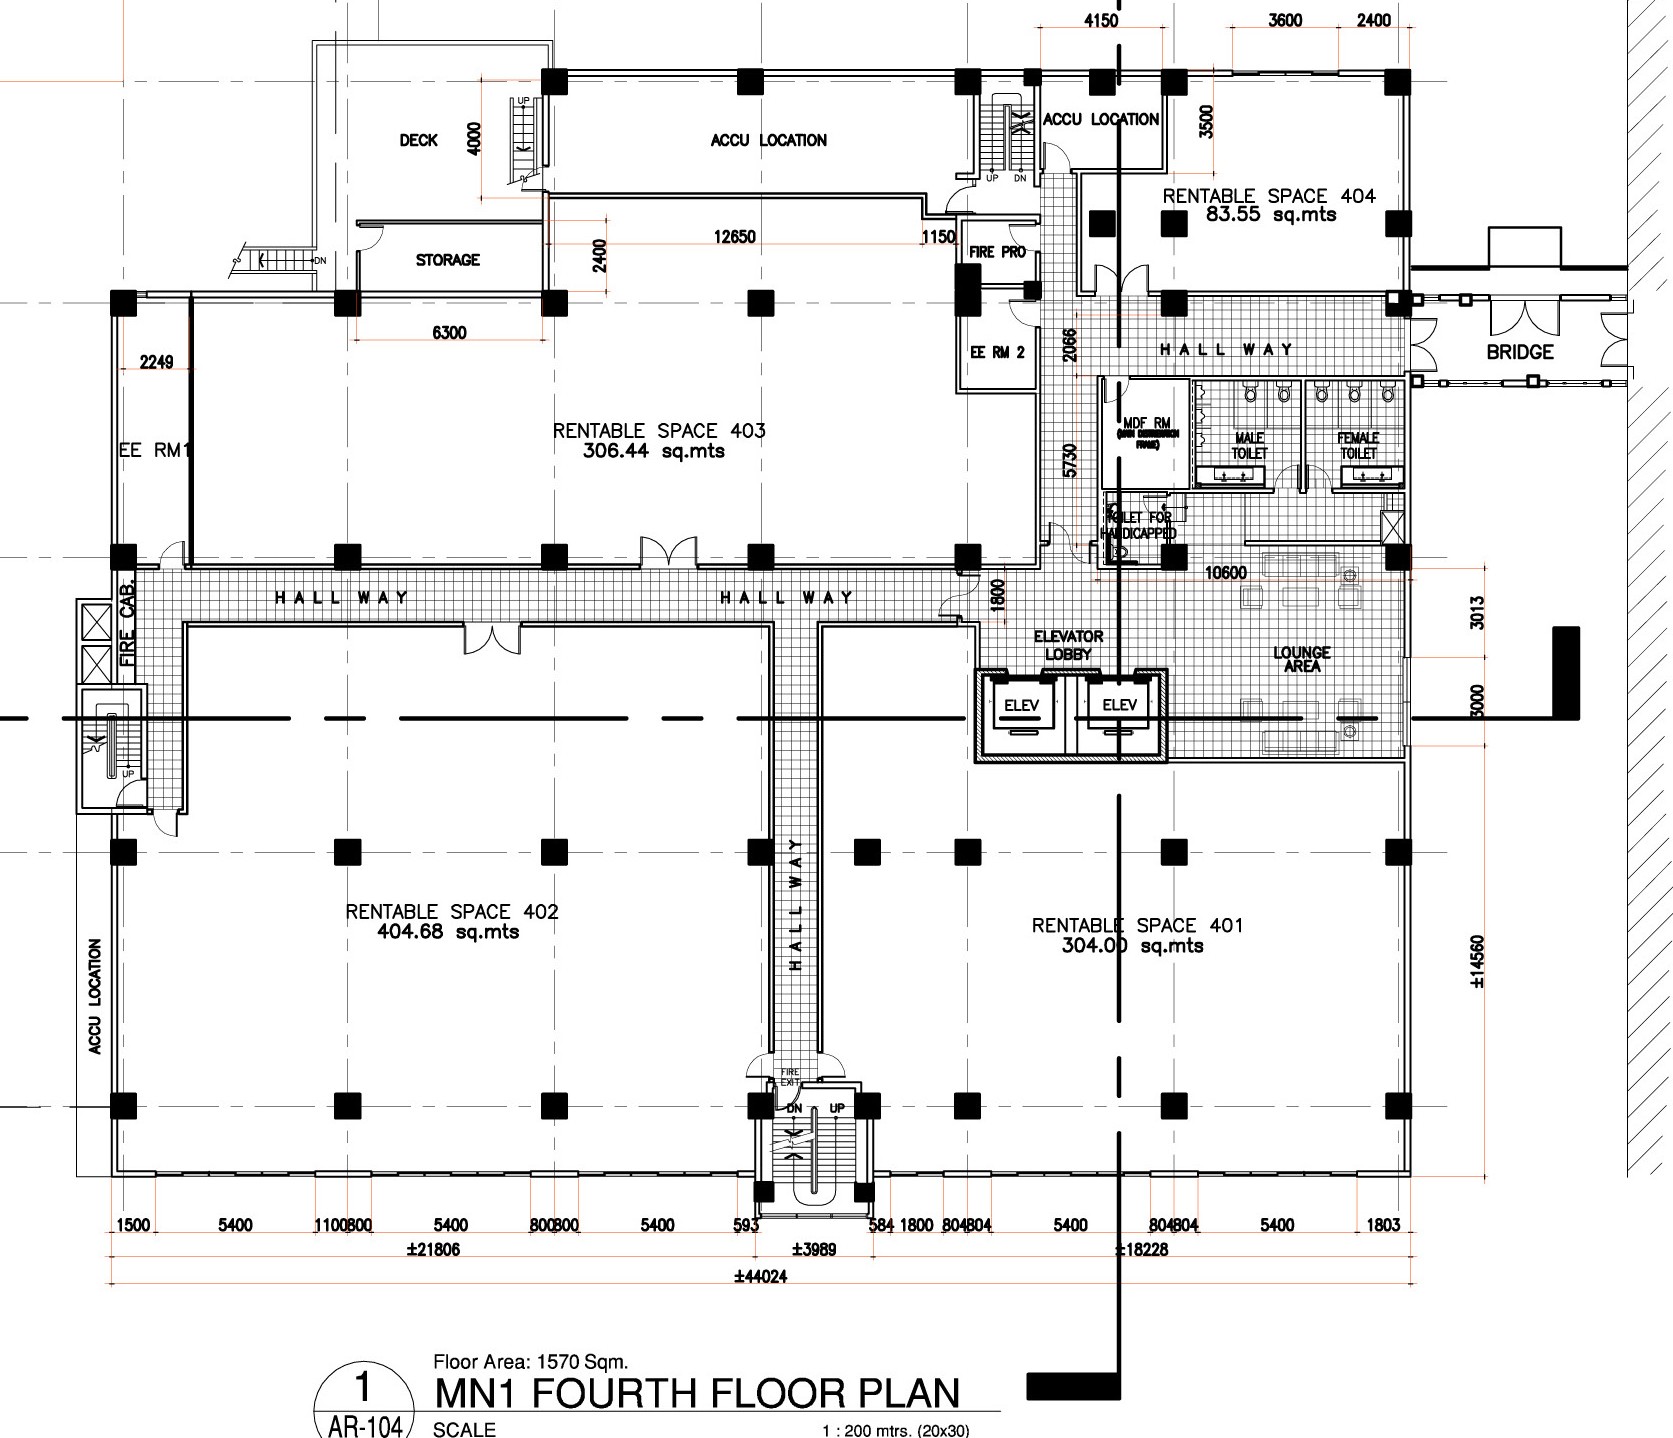 4150
3600
2400
UP
DECK
4000
ACCU LOCATION
ACCU LOCATION
3500
UP
DN
RENTABLE SPACE 404
83.55 sq.mts
12650
1150
2400
FIRE PRO
STORAGE
DN
6300
2249
EE RM 2
2066
HALL WAY
BRIDGE
RENTABLE SPACE 403
306.44 sq.mts
EE RM1
MDF RM
(MAIN DISTRIBUTION
FRAME)
MALE
TOILET
FEMALE
TOILET
5730
TOILET FOR
HANDICAPPED
10600
FIRE CAB.
HALL WAY
HALL WAY
1800
3013
ELEVATOR
LOBBY
LOUNGE
AREA
ELEV
ELEV
3000
UP
HALL WAY
RENTABLE SPACE 402
404.68 sq.mts
RENTABLE SPACE 401
304.00 sq.mts
ACCU LOCATION
±14560
FIRE
EXIT
DN
UP
1500
5400
1100
800
5400
800
800
5400
593
584
1800
804
804
5400
804
804
5400
1803
±21806
±3989
±18228
±44024
Floor Area: 1570 Sqm.
1
MN1 FOURTH FLOOR PLAN
AR-104
SCALE
1 : 200 mtrs. (20x30)